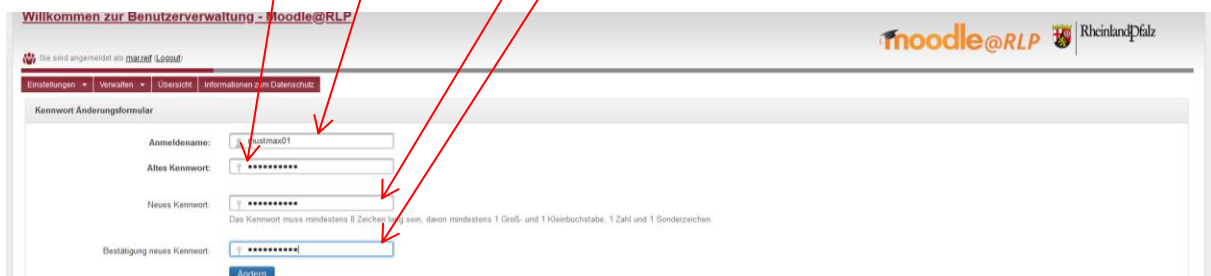 Willkommen zur Benutzerverwaltung - Moodle@RLP
moodle@RLP
RheinlandPfalz
Sie sind angemeldet als marzeif (Logout)
Einstellungen Verwalten Übersicht Informationen zum Datenschutz
Kennwort Änderungsformular
Anmeldename: mustmax01
Altes Kennwort: ••••••••••
Neues Kennwort: ••••••••••
Das Kennwort muss mindestens 8 Zeichen lang sein, davon mindestens 1 Groß- und 1 Kleinbuchstabe, 1 Zahl und 1 Sonderzeichen.
Bestätigung neues Kennwort: ••••••••••
Ändern